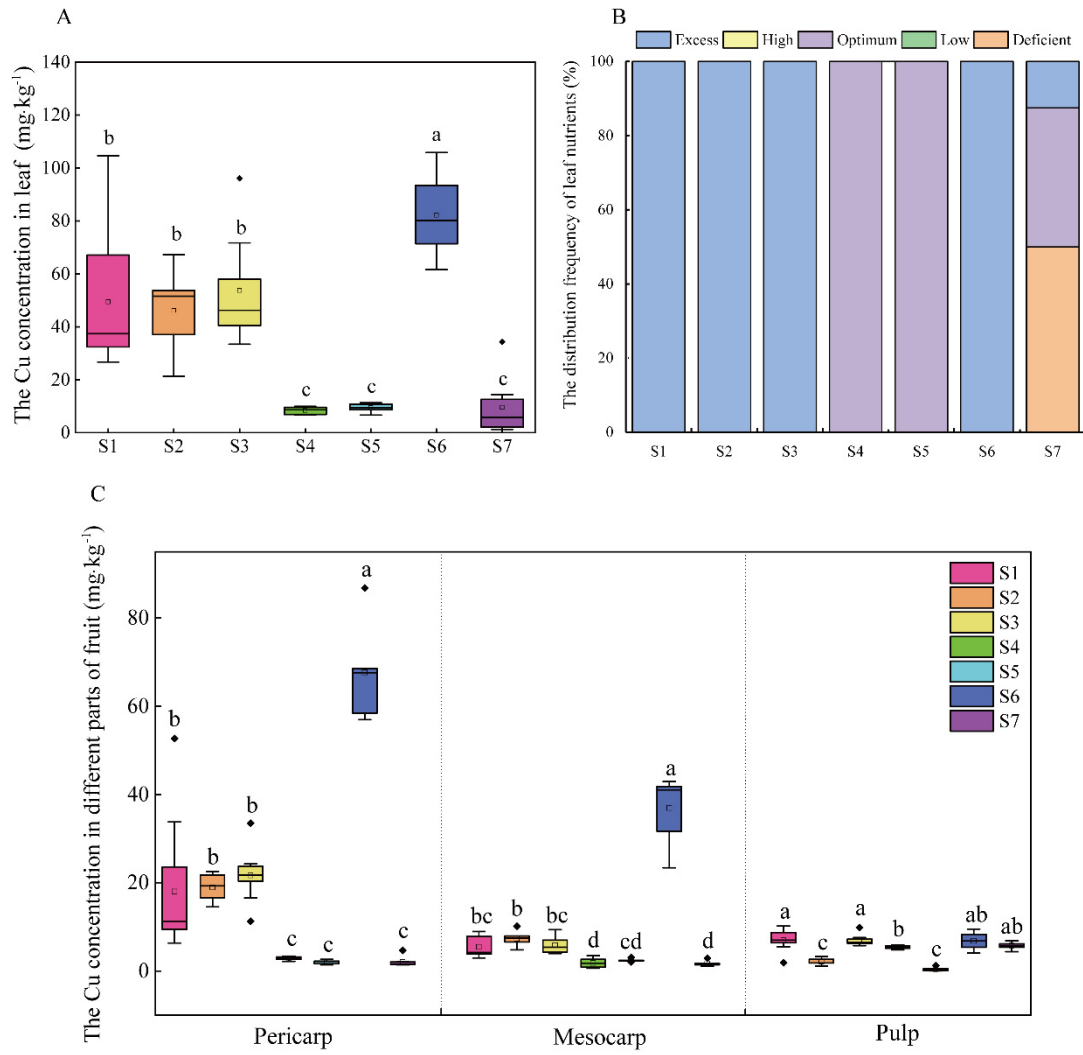 A
The Cu concentration in leaf (mg·kg⁻¹)
140
120
100
80
60
40
20
0
b
b
b
c
c
a
c
S1 S2 S3 S4 S5 S6 S7
B
Excess High Optimum Low Deficient
The distribution frequency of leaf nutrients (%)
100
80
60
40
20
0
S1 S2 S3 S4 S5 S6 S7
C
The Cu concentration in different parts of fruit (mg·kg⁻¹)
80
60
40
20
0
b b b c c a c
bc b bc d cd a d
a c a b c ab ab
S1
S2
S3
S4
S5
S6
S7
Pericarp Mesocarp Pulp